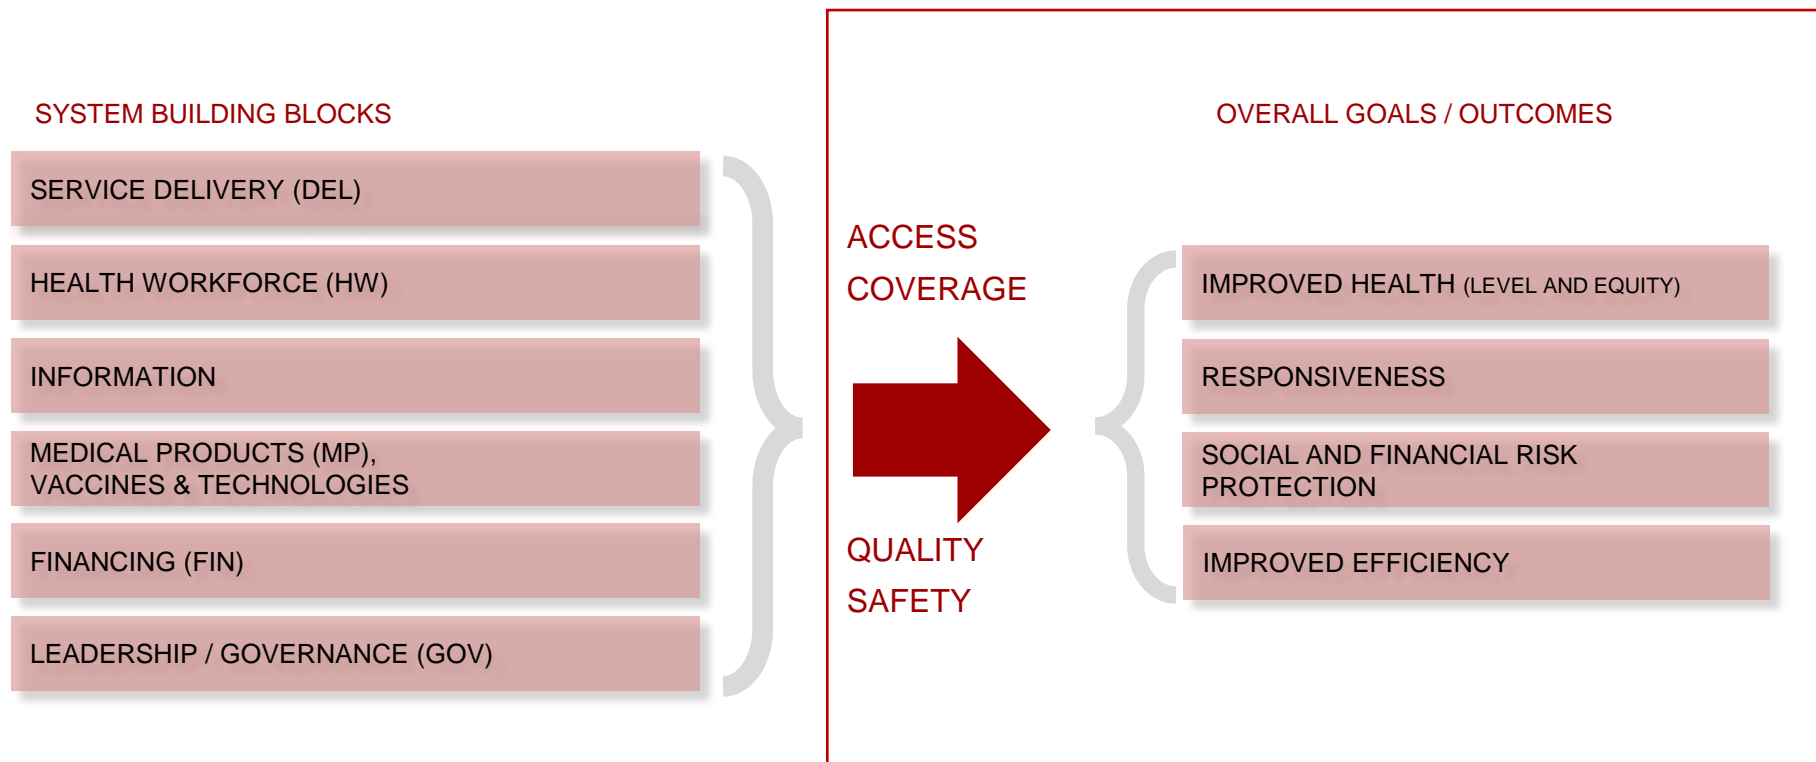 SYSTEM BUILDING BLOCKS
SERVICE DELIVERY (DEL)
HEALTH WORKFORCE (HW)
INFORMATION
MEDICAL PRODUCTS (MP),
VACCINES & TECHNOLOGIES
FINANCING (FIN)
LEADERSHIP / GOVERNANCE (GOV)
ACCESS
COVERAGE
QUALITY
SAFETY
OVERALL GOALS / OUTCOMES
IMPROVED HEALTH (LEVEL AND EQUITY)
RESPONSIVENESS
SOCIAL AND FINANCIAL RISK
PROTECTION
IMPROVED EFFICIENCY